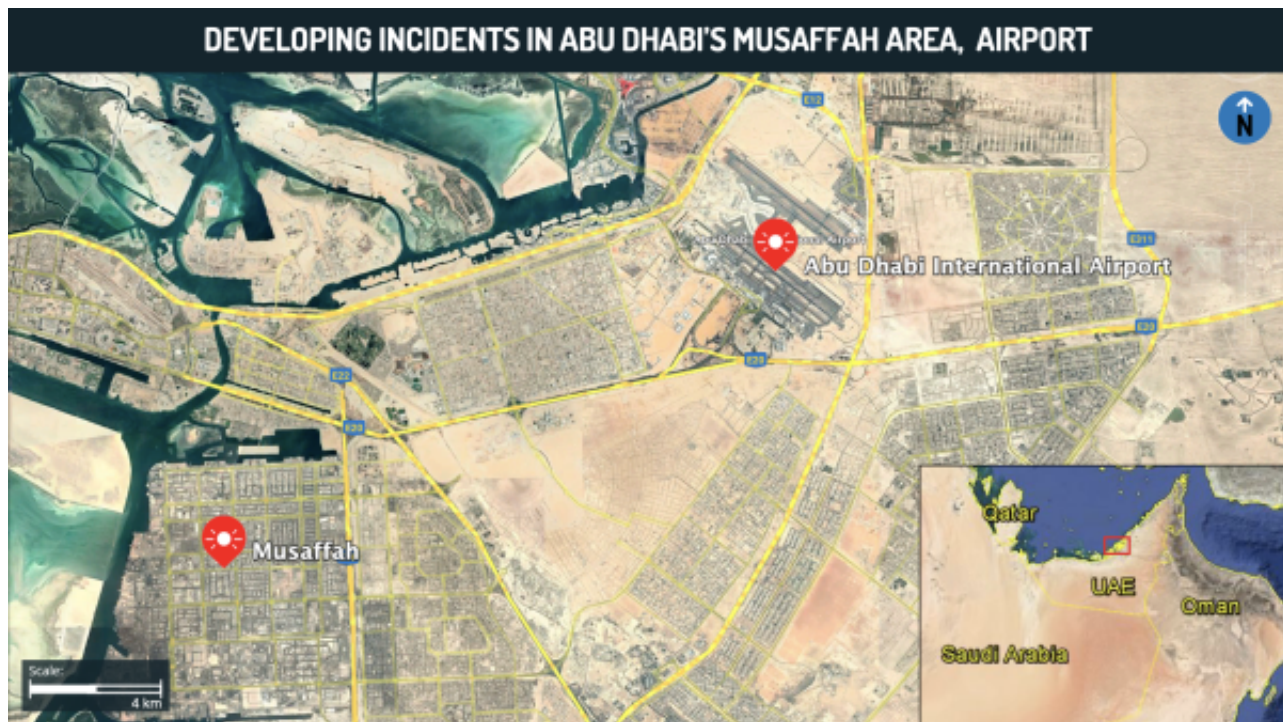 DEVELOPING INCIDENTS IN ABU DHABI'S MUSAFFAH AREA, AIRPORT
E12
N
E311
Abu Dhabi International Airport
E20
E20
E22
E20
Musaffah
Qatar
UAE
Oman
Saudi Arabia
Scale:
4 km